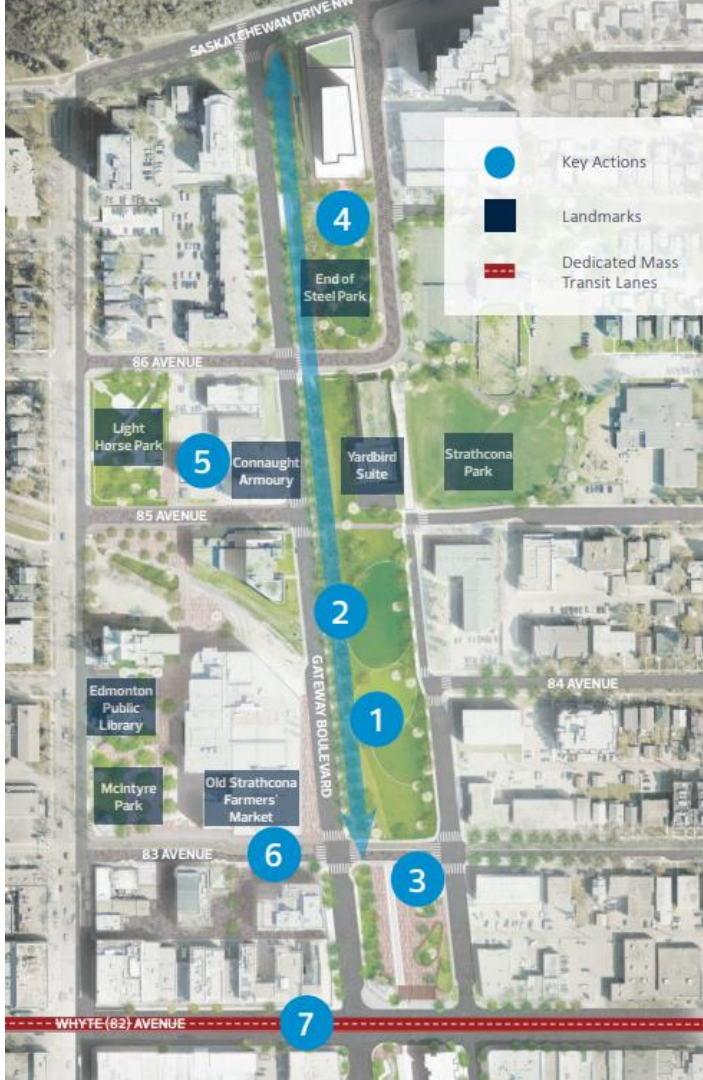 SASKATCHEWAN DRIVE NW
Key Actions
Landmarks
Dedicated Mass
Transit Lanes
4
End of
Steel Park
86 AVENUE
Light
Horse Park
5
Connaught
Armoury
Yardbird
Suite
Strathcona
Park
85 AVENUE
2
GATEWAY BOULEVARD
84 AVENUE
Edmonton
Public
Library
1
McIntyre
Park
Old Strathcona
Farmers'
Market
83 AVENUE
6
3
WHYTE (82) AVENUE
7